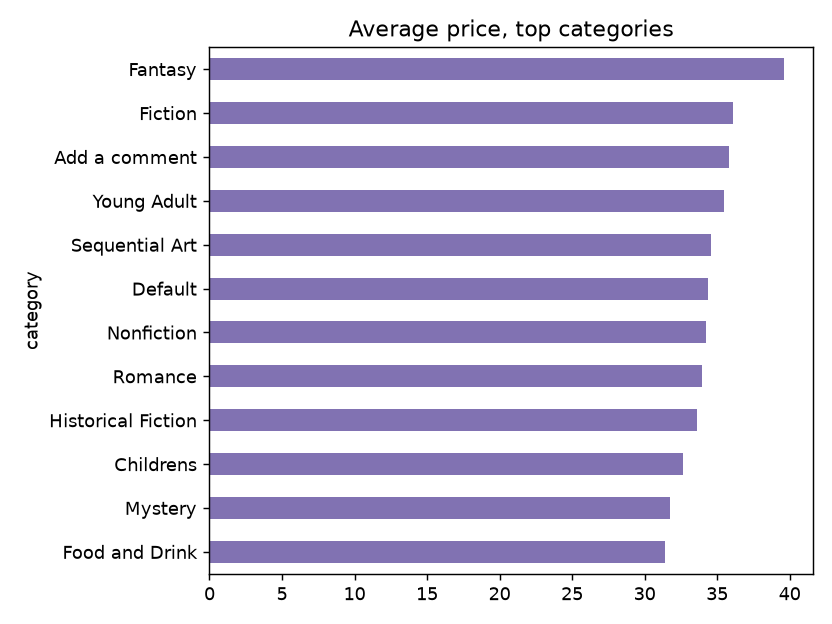 Average price, top categories
Fantasy
Fiction
Add a comment
Young Adult
Sequential Art
Default
Nonfiction
Romance
Historical Fiction
Childrens
Mystery
Food and Drink
category
0 5 10 15 20 25 30 35 40